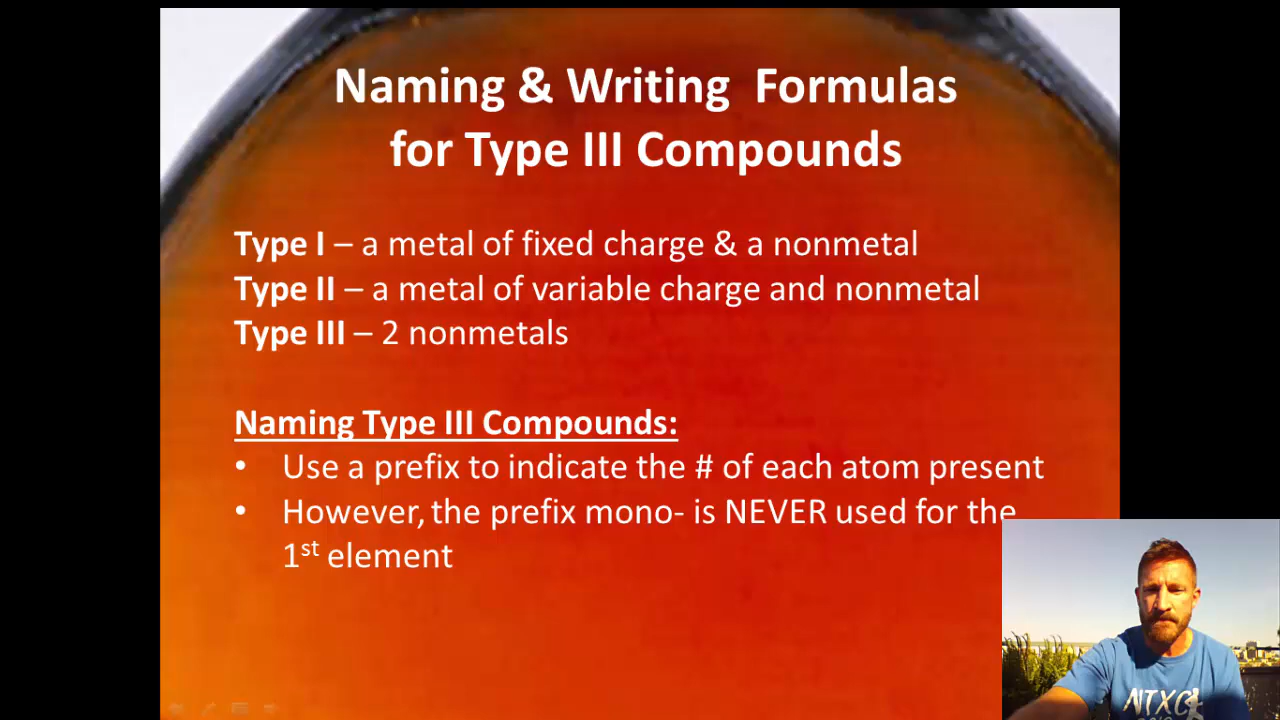 Naming & Writing Formulas
for Type III Compounds
Type I – a metal of fixed charge & a nonmetal
Type II – a metal of variable charge and nonmetal
Type III – 2 nonmetals
Naming Type III Compounds:
• Use a prefix to indicate the # of each atom present
• However, the prefix mono- is NEVER used for the
1st element